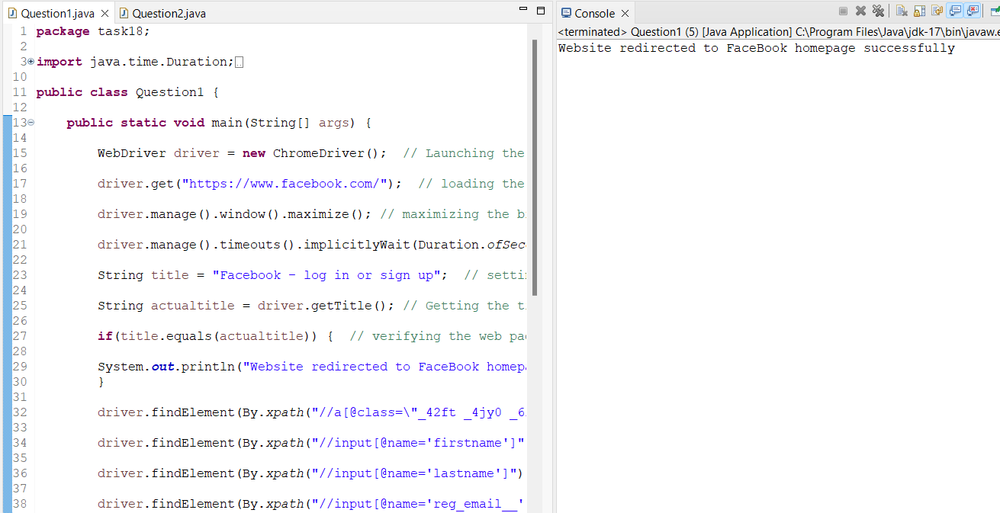 Question1.java
Question2.java
1 package task18;
2
3 import java.time.Duration;
10
11 public class Question1 {
12
13 public static void main(String[] args) {
14
15 WebDriver driver = new ChromeDriver(); // Launching the
16
17 driver.get("https://www.facebook.com/"); // loading the
18
19 driver.manage().window().maximize(); // maximizing the b
20
21 driver.manage().timeouts().implicitlyWait(Duration.ofSec
22
23 String title = "Facebook – log in or sign up"; // setti
24
25 String actualtitle = driver.getTitle(); // Getting the t
26
27 if(title.equals(actualtitle)) { // verifying the web pa
28
29 System.out.println("Website redirected to FaceBook homep
30 }
31
32 driver.findElement(By.xpath("//a[@class=\"_42ft _4jy0 _6
33
34 driver.findElement(By.xpath("//input[@name='firstname']"
35
36 driver.findElement(By.xpath("//input[@name='lastname']")
37
38 driver.findElement(By.xpath("//input[@name='reg_email__'
Console
<terminated> Question1 (5) [Java Application] C:\Program Files\Java\jdk-17\bin\javaw.e
Website redirected to FaceBook homepage successfully